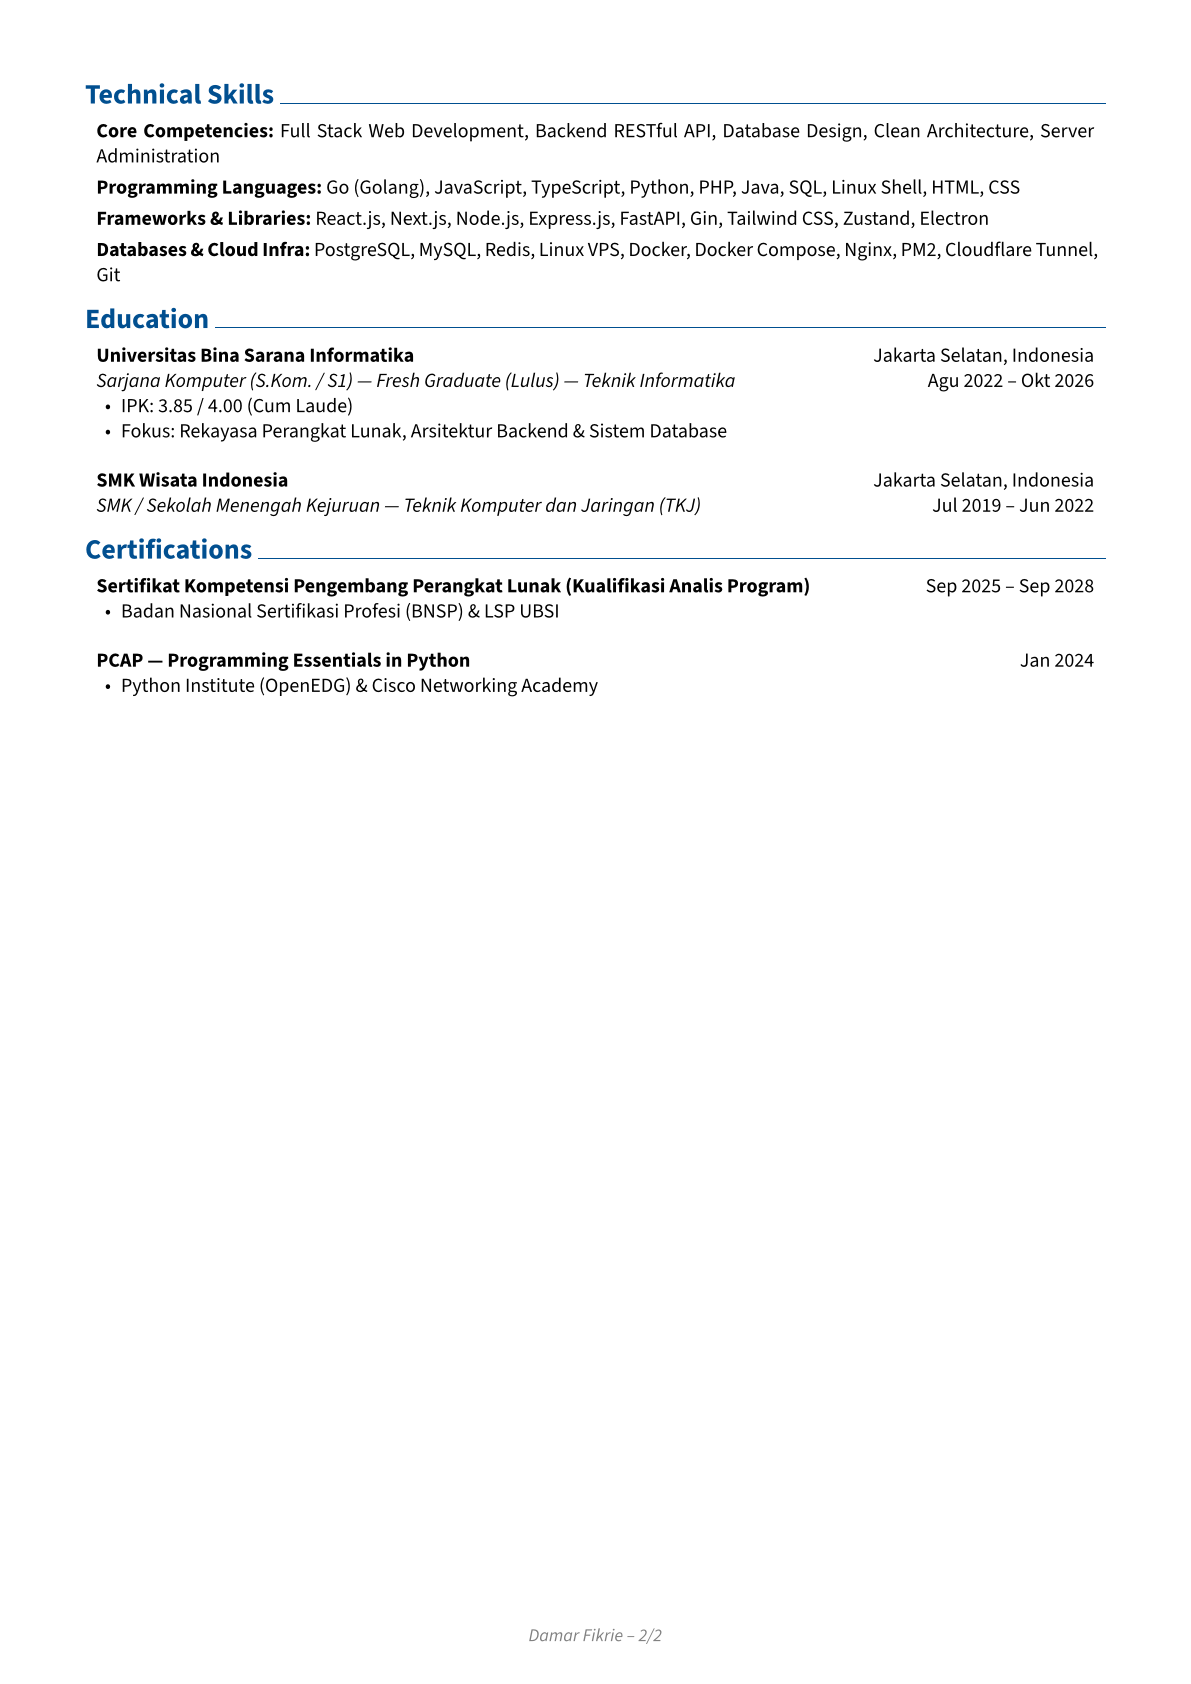 Technical Skills
Core Competencies: Full Stack Web Development, Backend RESTful API, Database Design, Clean Architecture, Server
Administration
Programming Languages: Go (Golang), JavaScript, TypeScript, Python, PHP, Java, SQL, Linux Shell, HTML, CSS
Frameworks & Libraries: React.js, Next.js, Node.js, Express.js, FastAPI, Gin, Tailwind CSS, Zustand, Electron
Databases & Cloud Infra: PostgreSQL, MySQL, Redis, Linux VPS, Docker, Docker Compose, Nginx, PM2, Cloudflare Tunnel,
Git
Education
Universitas Bina Sarana Informatika Jakarta Selatan, Indonesia
Sarjana Komputer (S.Kom. / S1) — Fresh Graduate (Lulus) — Teknik Informatika Agu 2022 – Okt 2026
• IPK: 3.85 / 4.00 (Cum Laude)
• Fokus: Rekayasa Perangkat Lunak, Arsitektur Backend & Sistem Database
SMK Wisata Indonesia Jakarta Selatan, Indonesia
SMK / Sekolah Menengah Kejuruan — Teknik Komputer dan Jaringan (TKJ) Jul 2019 – Jun 2022
Certifications
Sertifikat Kompetensi Pengembang Perangkat Lunak (Kualifikasi Analis Program) Sep 2025 – Sep 2028
• Badan Nasional Sertifikasi Profesi (BNSP) & LSP UBSI
PCAP — Programming Essentials in Python Jan 2024
• Python Institute (OpenEDG) & Cisco Networking Academy
Damar Fikrie – 2/2